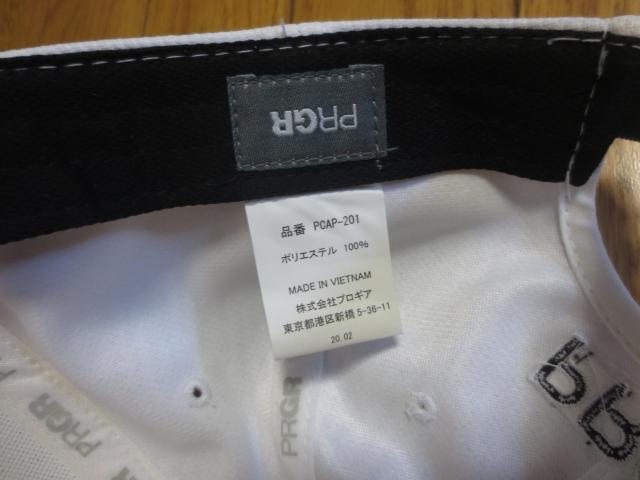 PRGR
品番 PCAP-201
ポリエステル 100%
MADE IN VIETNAM
株式会社プロギア
東京都港区新橋 5-36-11
20.02
PRGR
PRGR